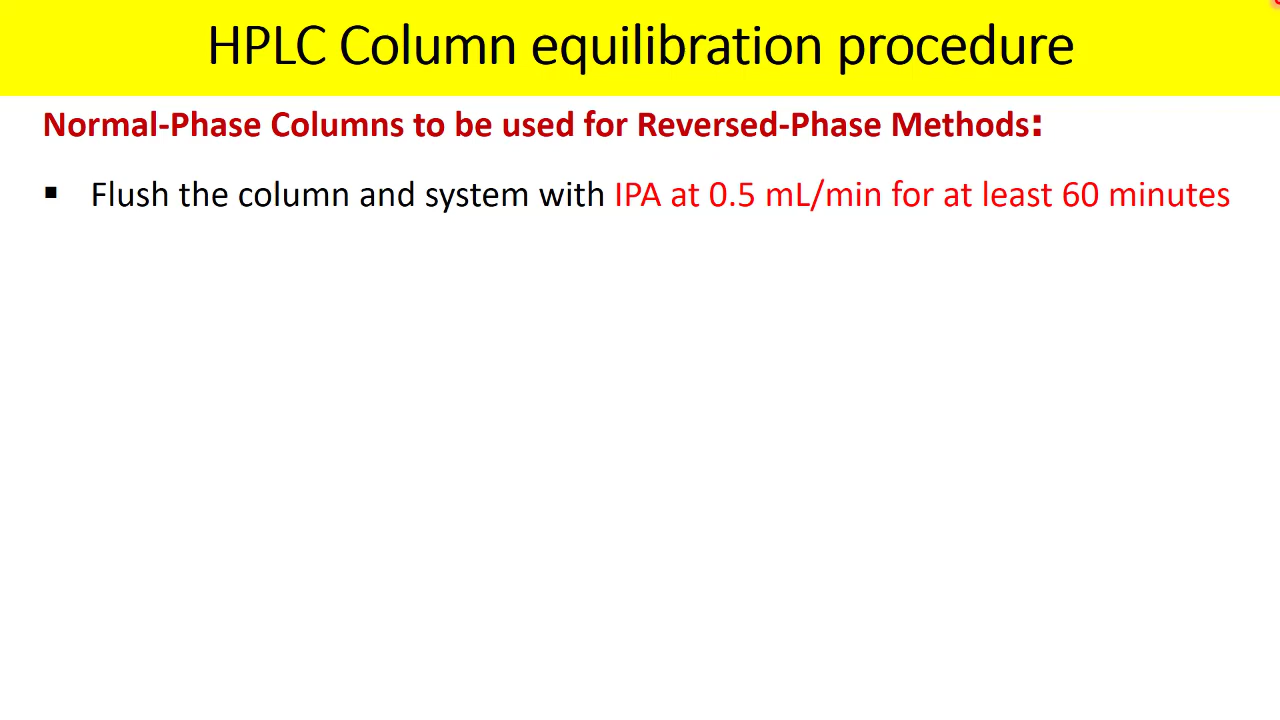 HPLC Column equilibration procedure
Normal-Phase Columns to be used for Reversed-Phase Methods:
▪ Flush the column and system with IPA at 0.5 mL/min for at least 60 minutes